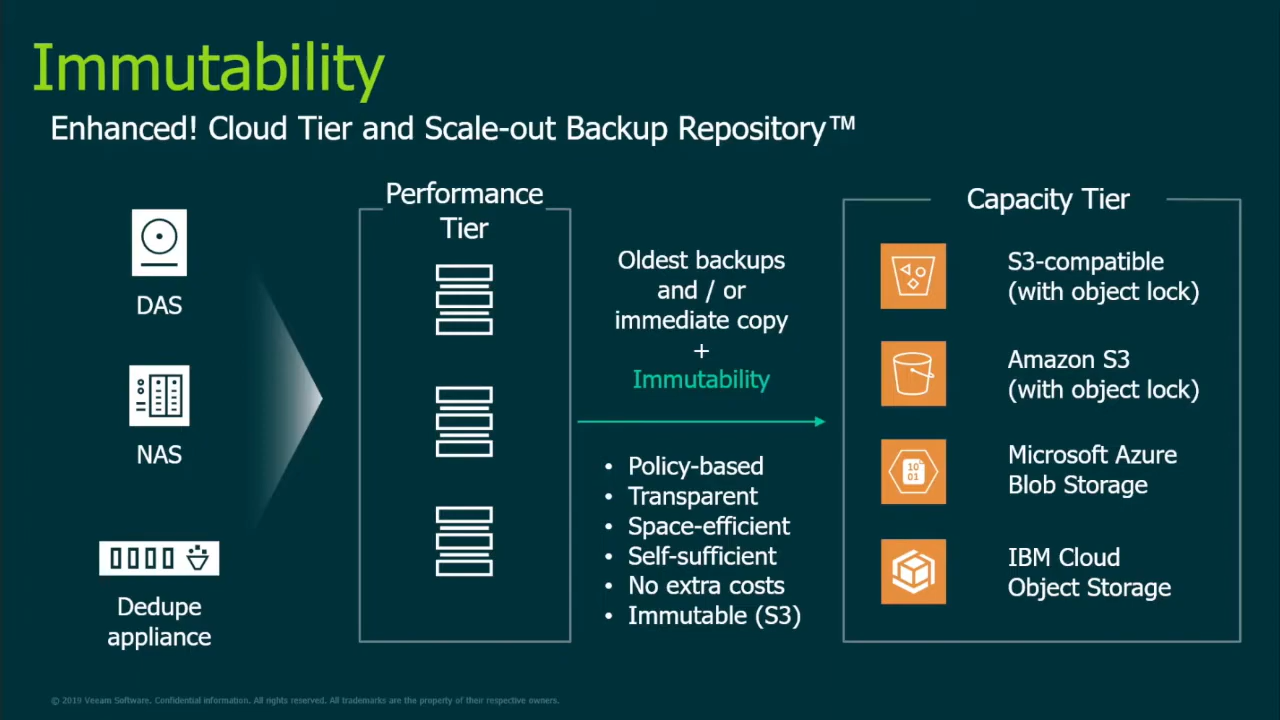 Immutability
Enhanced! Cloud Tier and Scale-out Backup Repository™
DAS
NAS
Dedupe
appliance
Performance
Tier
Oldest backups
and / or
immediate copy
+
Immutability
• Policy-based
• Transparent
• Space-efficient
• Self-sufficient
• No extra costs
• Immutable (S3)
Capacity Tier
S3-compatible
(with object lock)
Amazon S3
(with object lock)
10
01
Microsoft Azure
Blob Storage
IBM Cloud
Object Storage
© 2019 Veeam Software. Confidential information. All rights reserved. All trademarks are the property of their respective owners.